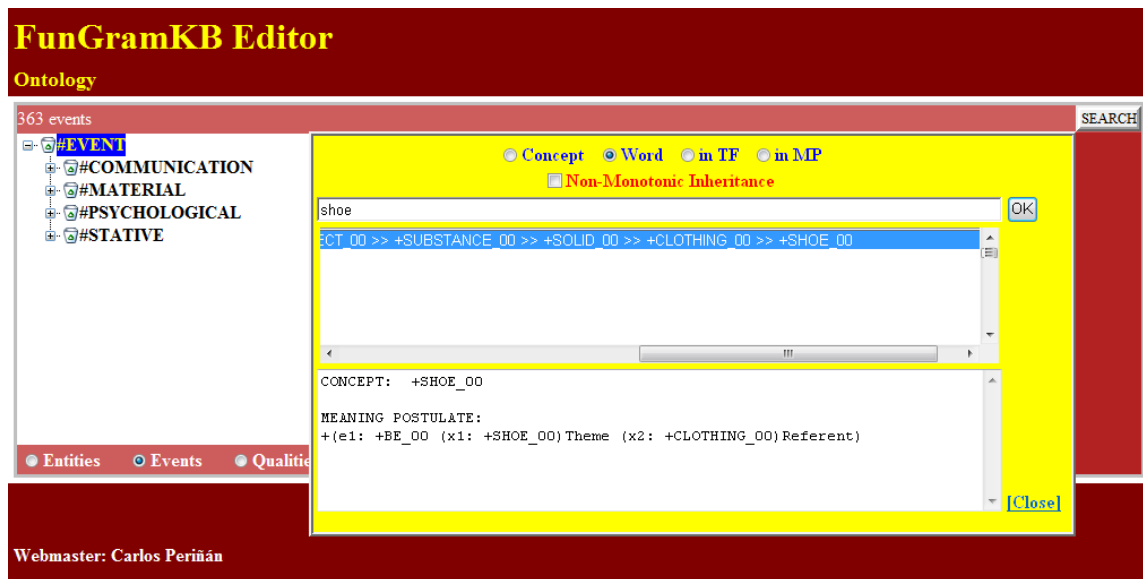 FunGramKB Editor
Ontology
363 events
SEARCH
#EVENT
#COMMUNICATION
#MATERIAL
#PSYCHOLOGICAL
#STATIVE
Concept Word in TF in MP
Non-Monotonic Inheritance
shoe
OK
ECT_00 >> +SUBSTANCE_00 >> +SOLID_00 >> +CLOTHING_00 >> +SHOE_00
CONCEPT: +SHOE_00
MEANING POSTULATE:
+(e1: +BE_00 (x1: +SHOE_00)Theme (x2: +CLOTHING_00)Referent)
Entities Events Qualitie
[Close]
Webmaster: Carlos Periñán